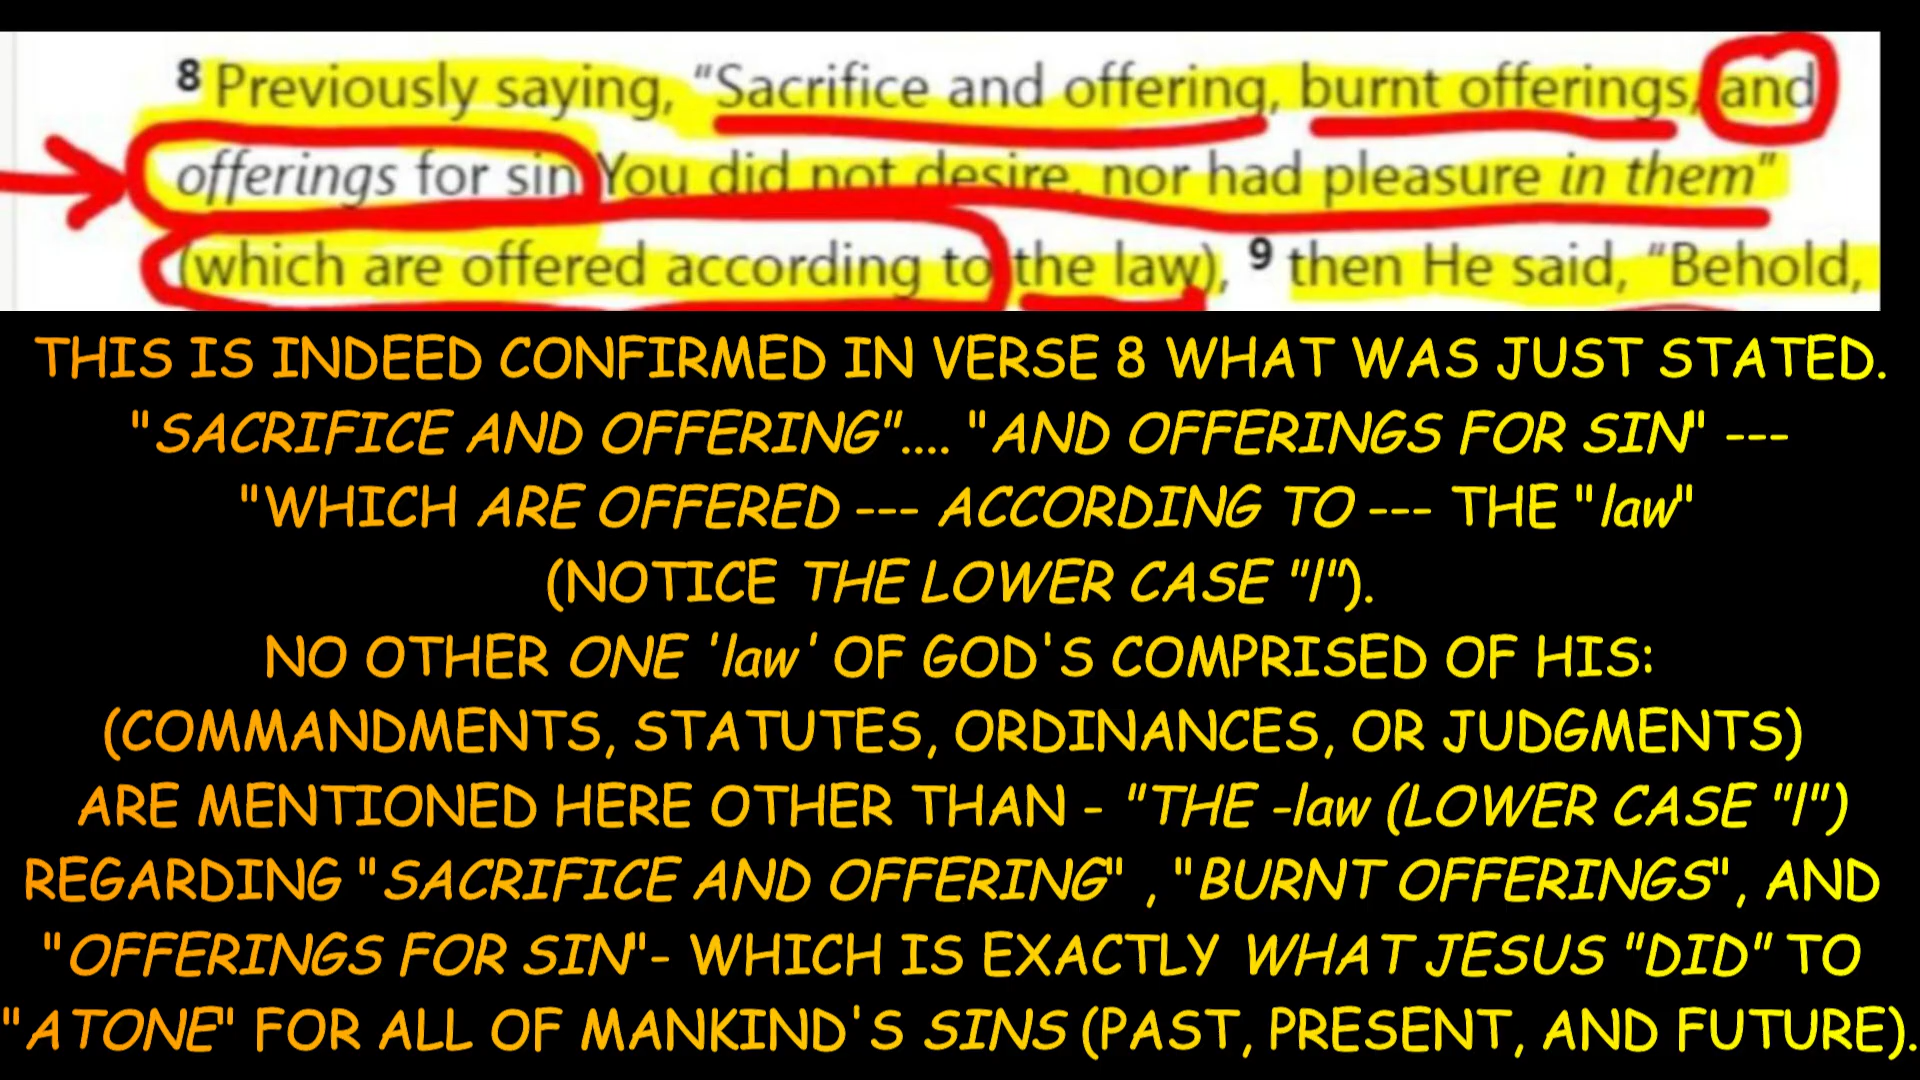 8 Previously saying, “Sacrifice and offering, burnt offerings, and
offerings for sin You did not desire, nor had pleasure in them”
(which are offered according to the law), 9 then He said, “Behold,
THIS IS INDEED CONFIRMED IN VERSE 8 WHAT WAS JUST STATED.
"SACRIFICE AND OFFERING".... "AND OFFERINGS FOR SIN" ---
"WHICH ARE OFFERED --- ACCORDING TO --- THE "law"
(NOTICE THE LOWER CASE "l").
NO OTHER ONE 'law' OF GOD'S COMPRISED OF HIS:
(COMMANDMENTS, STATUTES, ORDINANCES, OR JUDGMENTS)
ARE MENTIONED HERE OTHER THAN - "THE -law (LOWER CASE "l")
REGARDING "SACRIFICE AND OFFERING" , "BURNT OFFERINGS", AND
"OFFERINGS FOR SIN"- WHICH IS EXACTLY WHAT JESUS "DID" TO
"ATONE" FOR ALL OF MANKIND'S SINS (PAST, PRESENT, AND FUTURE).